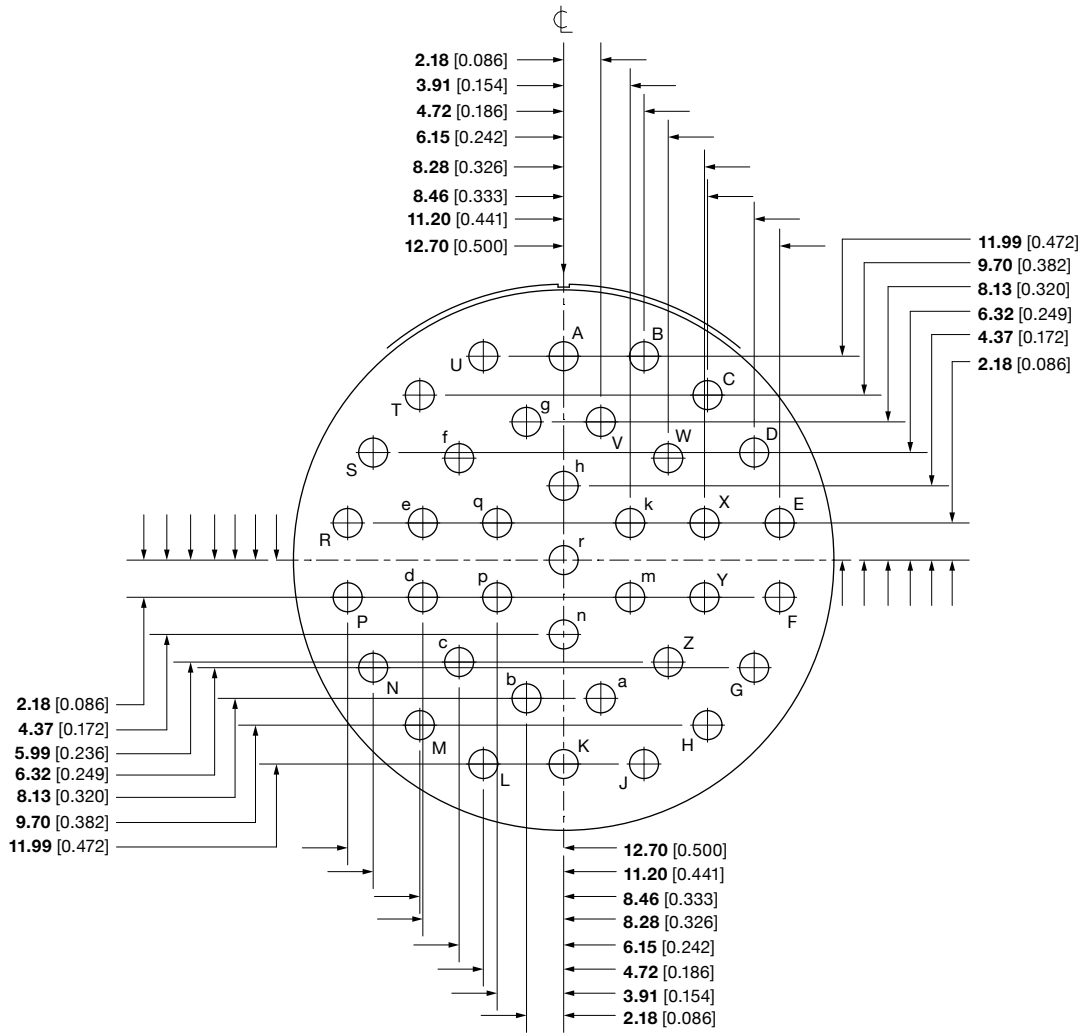 ℄
2.18 [0.086]
3.91 [0.154]
4.72 [0.186]
6.15 [0.242]
8.28 [0.326]
8.46 [0.333]
11.20 [0.441]
12.70 [0.500]
11.99 [0.472]
9.70 [0.382]
8.13 [0.320]
6.32 [0.249]
4.37 [0.172]
2.18 [0.086]
U A B
T C
g V
S f W D
h
R e q k X E
r
P d p m Y F
n
N c Z G
b a
M H
L K J
2.18 [0.086]
4.37 [0.172]
5.99 [0.236]
6.32 [0.249]
8.13 [0.320]
9.70 [0.382]
11.99 [0.472]
12.70 [0.500]
11.20 [0.441]
8.46 [0.333]
8.28 [0.326]
6.15 [0.242]
4.72 [0.186]
3.91 [0.154]
2.18 [0.086]